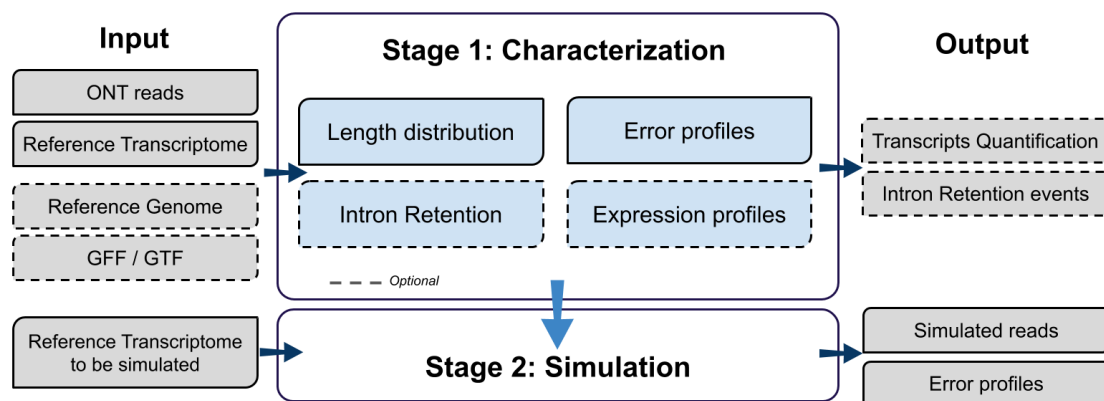 Input
Stage 1: Characterization
Output
ONT reads
Reference Transcriptome
Reference Genome
GFF / GTF
Length distribution
Error profiles
Intron Retention
Expression profiles
Optional
Transcripts Quantification
Intron Retention events
Reference Transcriptome
to be simulated
Stage 2: Simulation
Simulated reads
Error profiles